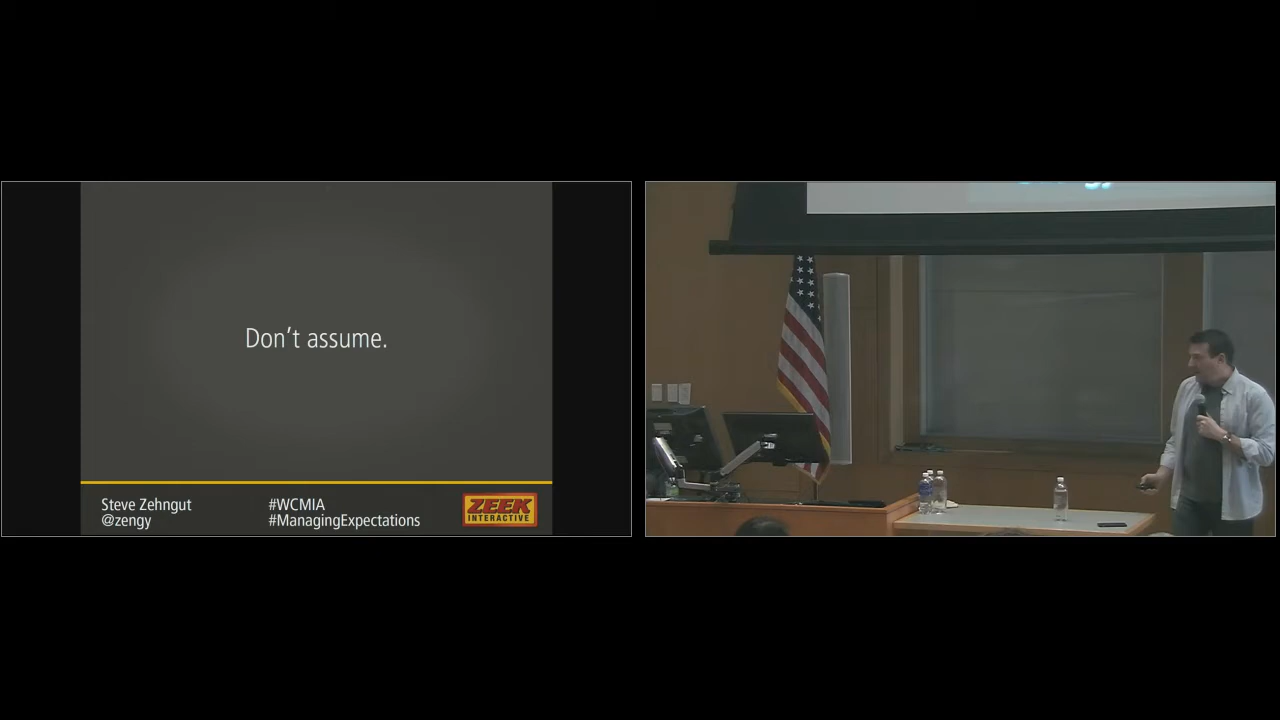 Don't assume.
Steve Zehngut
@zengy
#WCMIA
#ManagingExpectations
ZEEK
INTERACTIVE